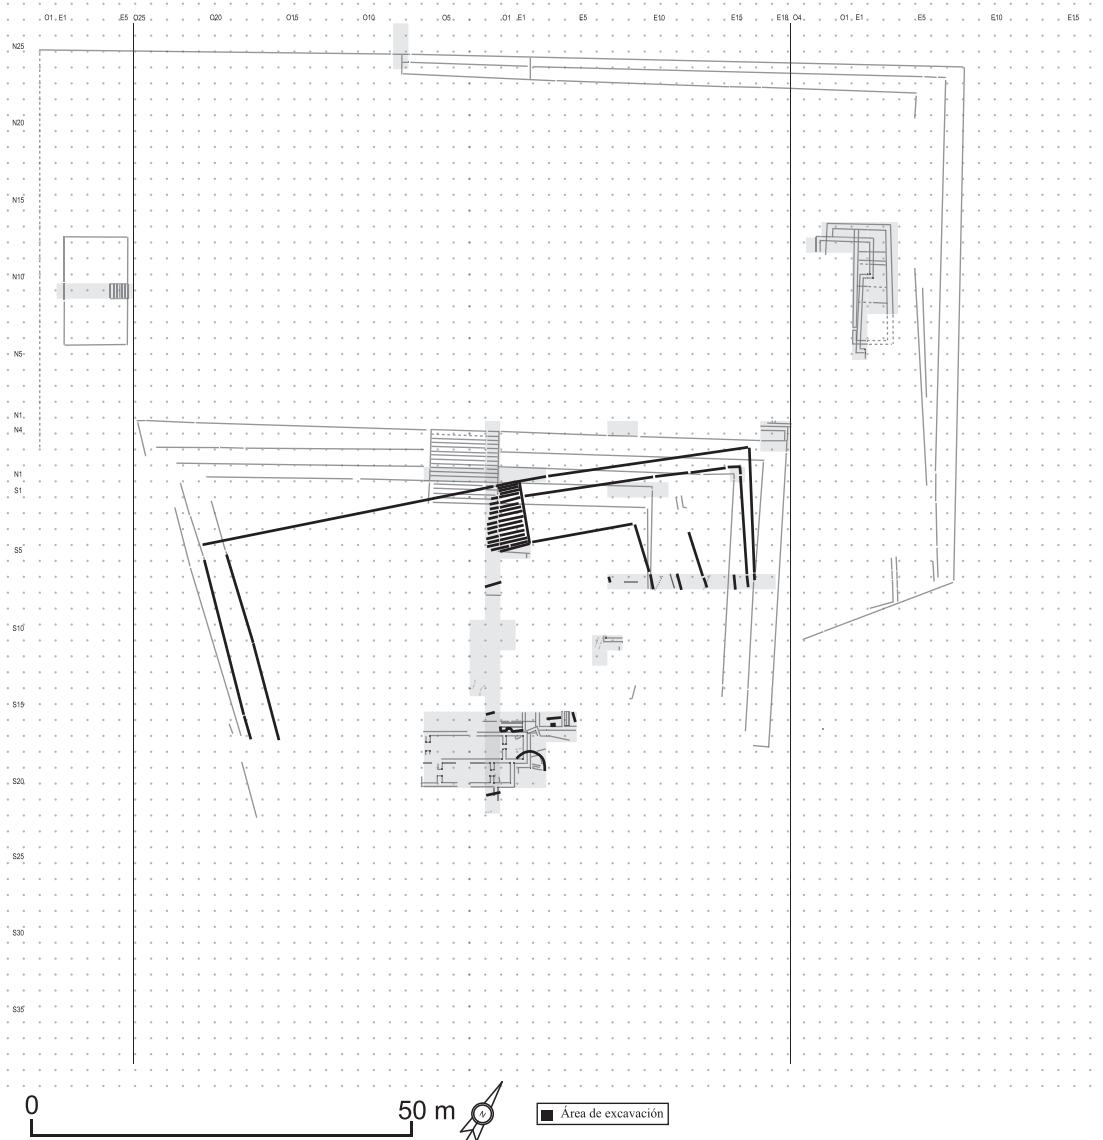 O1 . E1 .E5 O25 O20 O15 O10 O5 . O1 . E1 E5 E10 E15 E18 O4 O1 . E1 .E5 E10 E15
N25
N20
N15
N10
N5
N1
N4
N1
S1
S5
S10
S15
S20
S25
S30
S35
0 50 m N Área de excavación